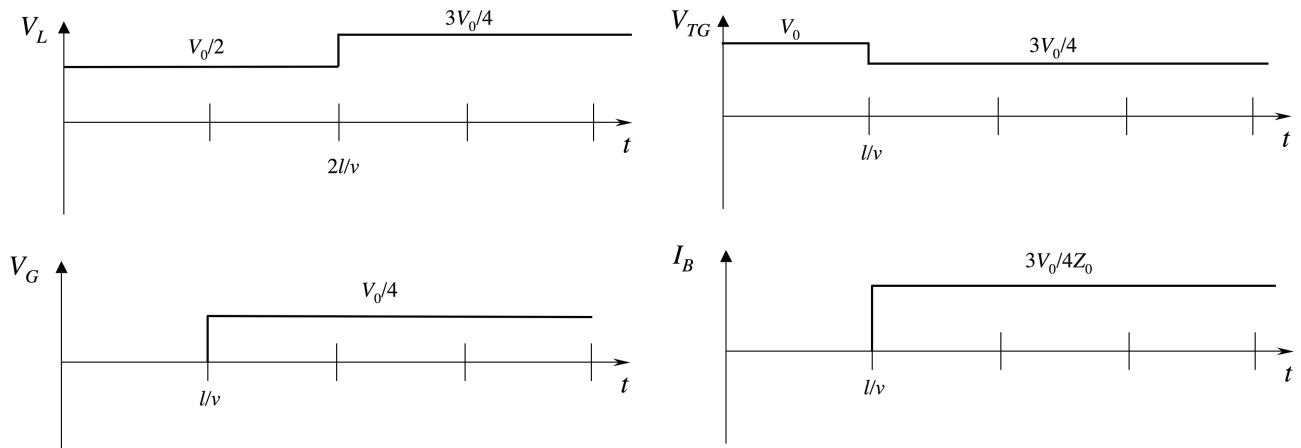 V_L
V_0/2
3V_0/4
t
2l/v
V_TG
V_0
3V_0/4
t
l/v
V_G
V_0/4
t
l/v
I_B
3V_0/4Z_0
t
l/v